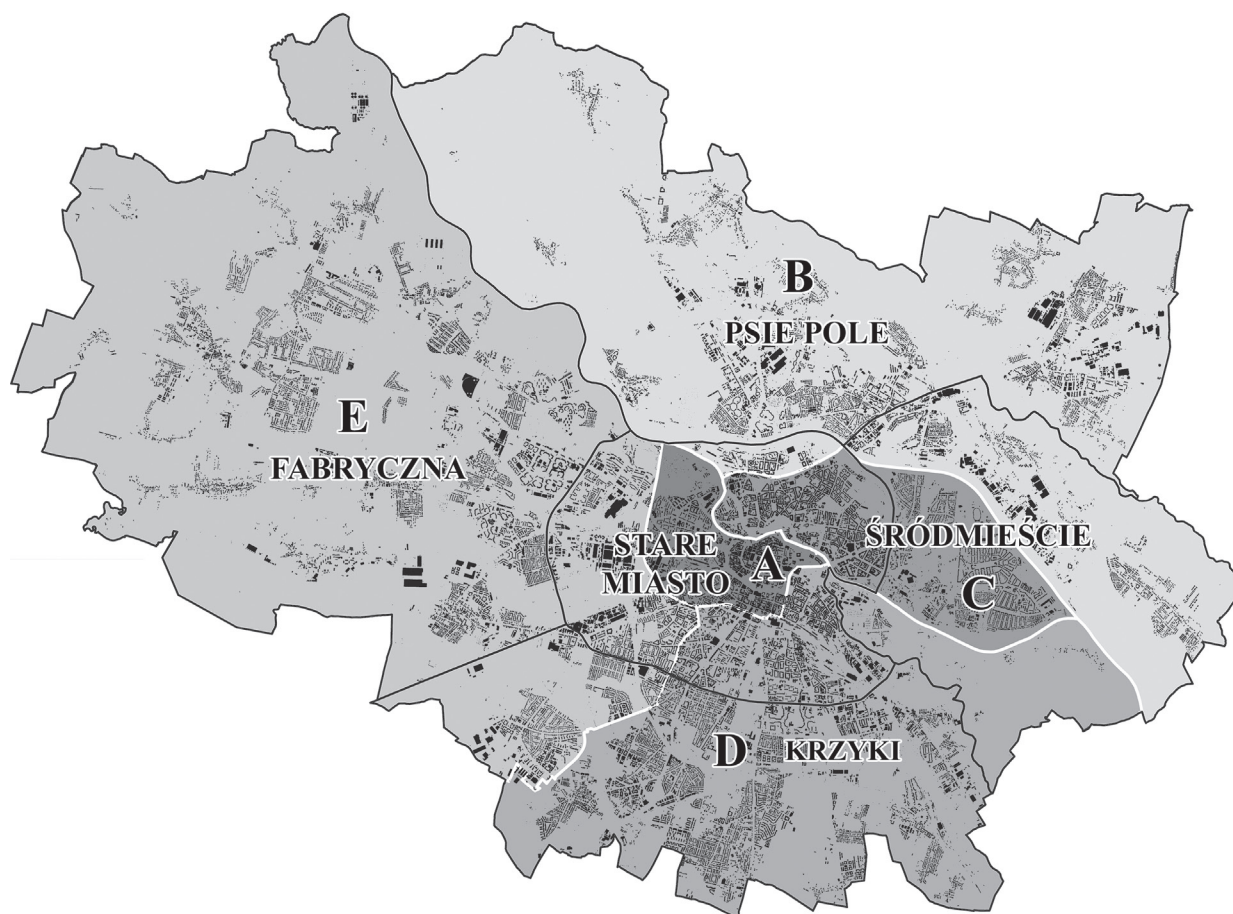 B
PSIE POLE
E
FABRYCZNA
STARE
MIASTO
A
ŚRÓDMIEŚCIE
C
D
KRZYKI